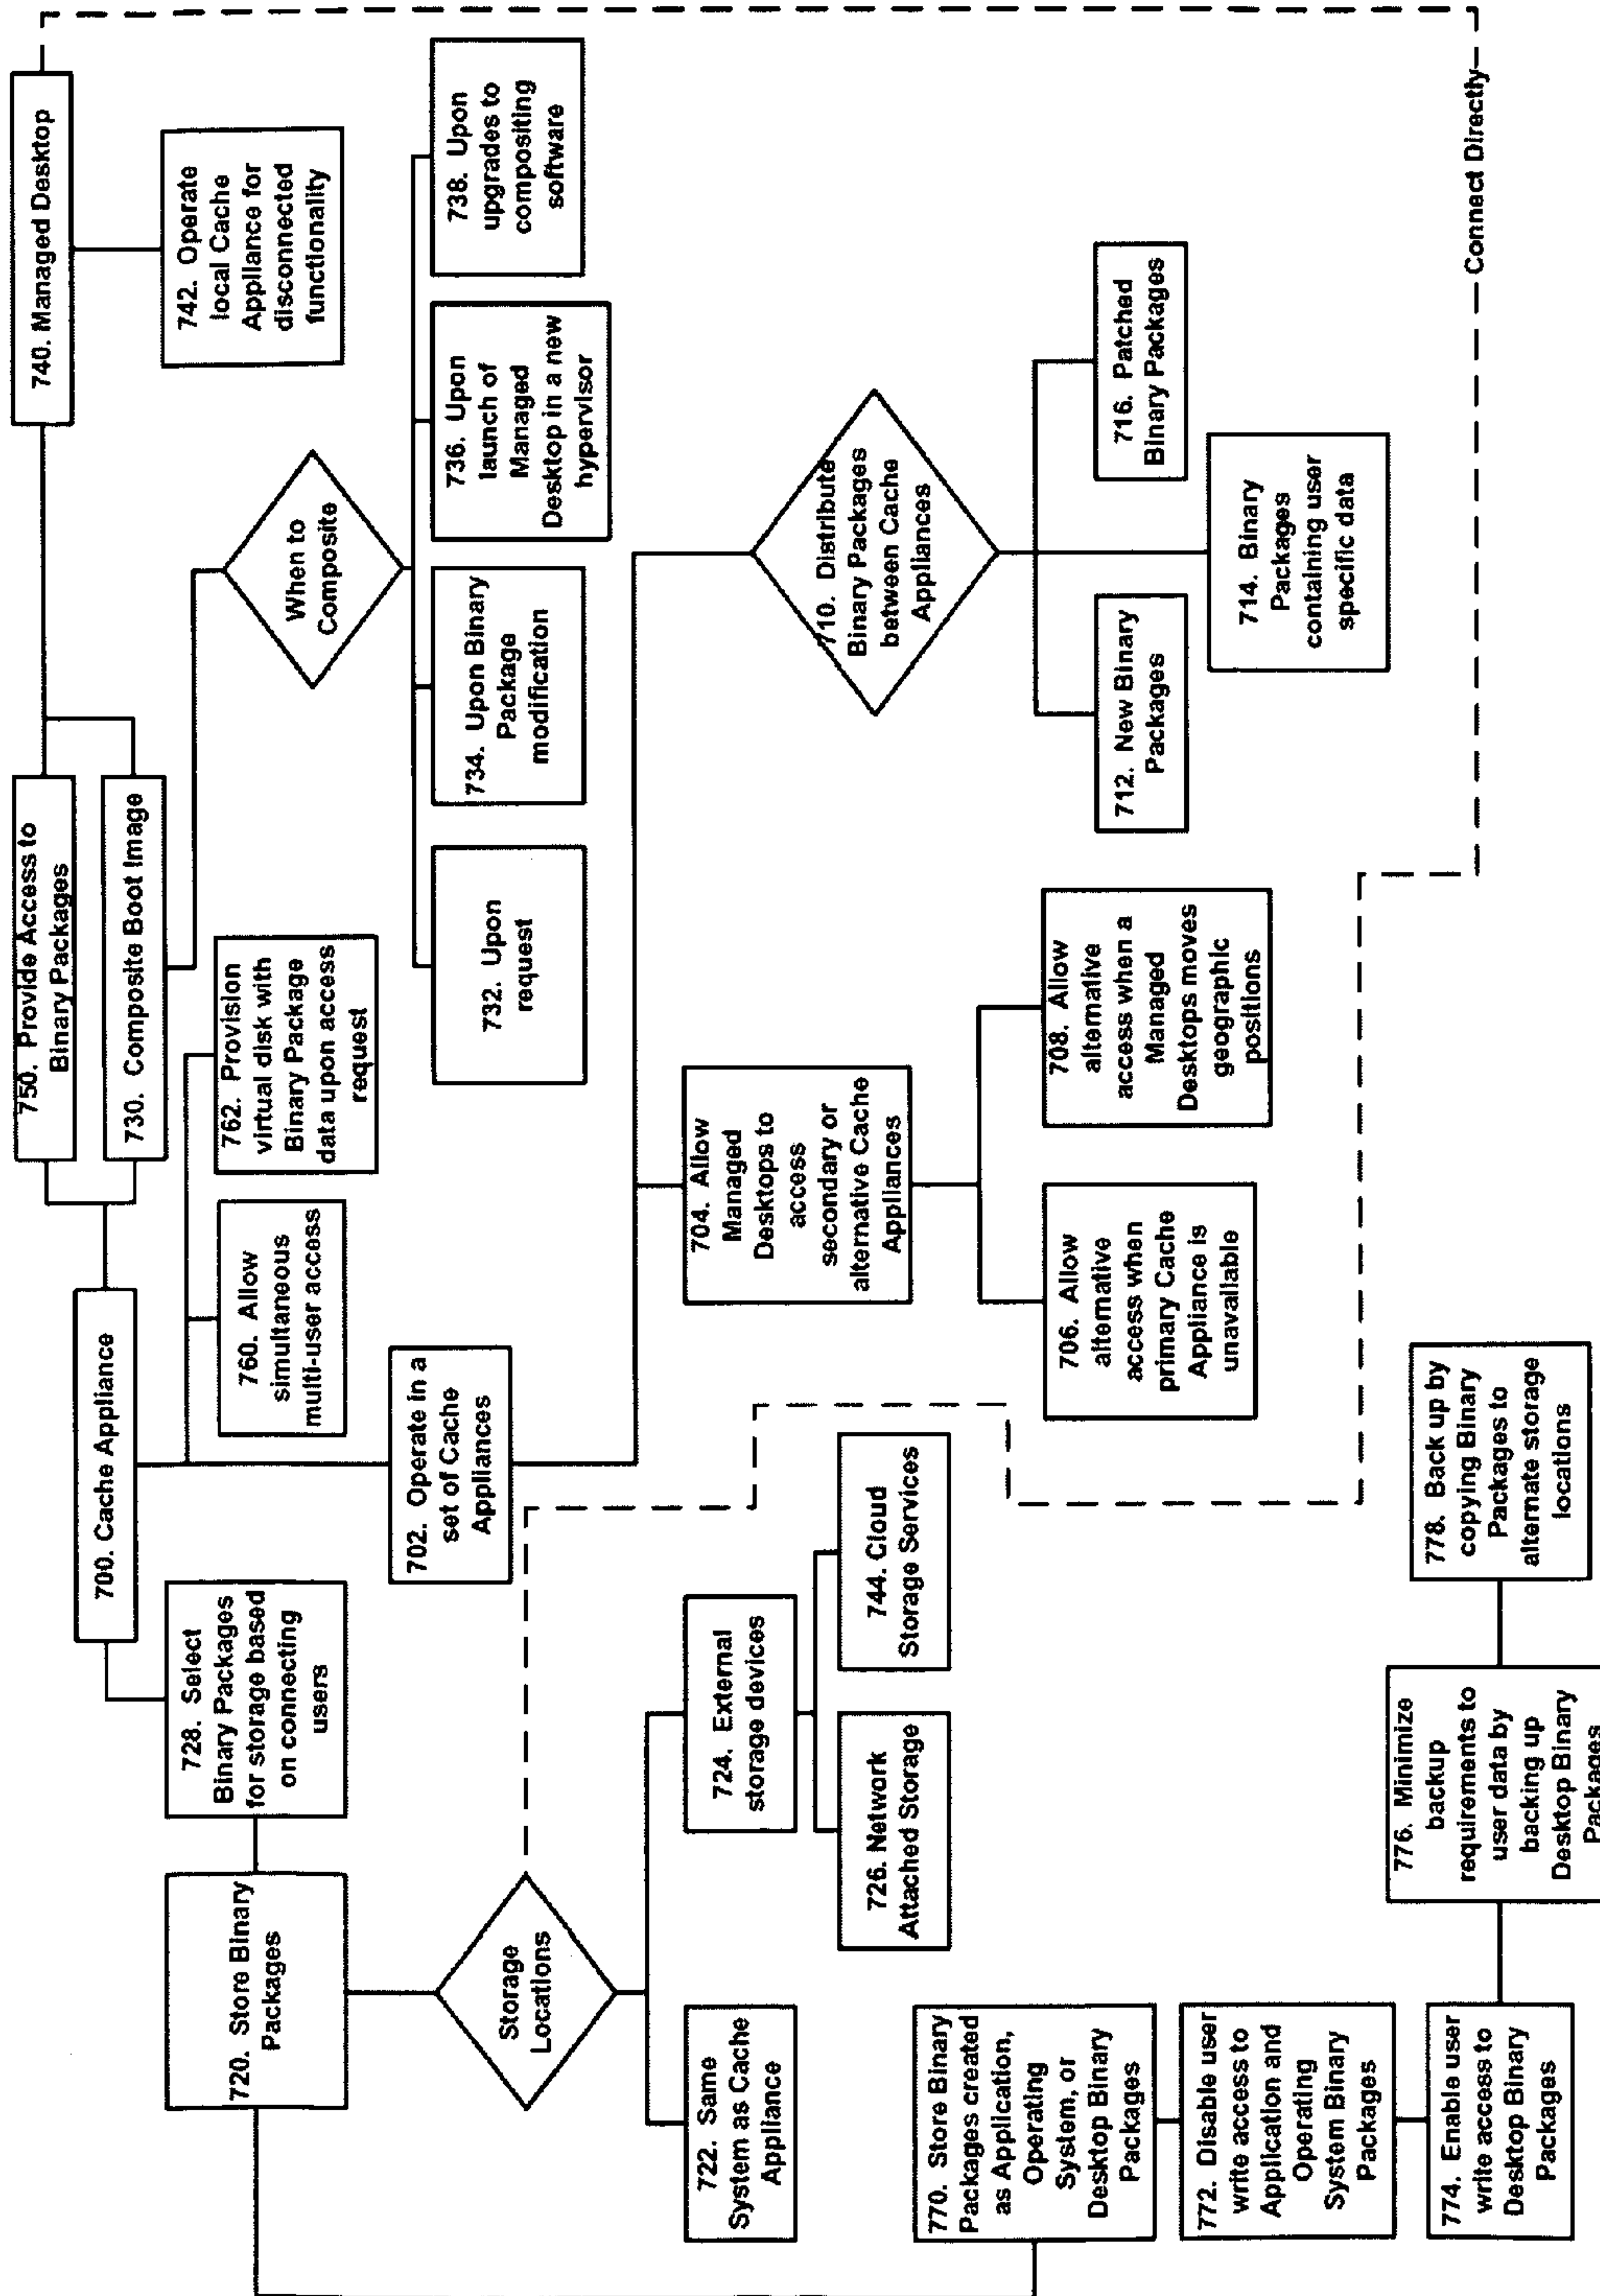 720. Store Binary
Packages
728. Select
Binary Packages
for storage based
on connecting
users
700. Cache Appliance
750. Provide Access to
Binary Packages
730. Composite Boot Image
740. Managed Desktop
742. Operate
local Cache
Appliance for
disconnected
functionality
760. Allow
simultaneous
multi-user access
762. Provision
virtual disk with
Binary Package
data upon access
request
When to
Composite
702. Operate in a
set of Cache
Appliances
732. Upon
request
734. Upon Binary
Package
modification
736. Upon
launch of
Managed
Desktop in a new
hypervisor
738. Upon
upgrades to
compositing
software
Storage
Locations
722. Same
System as Cache
Appliance
724. External
storage devices
726. Network
Attached Storage
744. Cloud
Storage Services
704. Allow
Managed
Desktops to
access
secondary or
alternative Cache
Appliances
706. Allow
alternative
access when
primary Cache
Appliance is
unavailable
708. Allow
alternative
access when a
Managed
Desktops moves
geographic
positions
710. Distribute
Binary Packages
between Cache
Appliances
712. New Binary
Packages
714. Binary
Packages
containing user
specific data
716. Patched
Binary Packages
Connect Directly
770. Store Binary
Packages created
as Application,
Operating
System, or
Desktop Binary
Packages
772. Disable user
write access to
Application and
Operating
System Binary
Packages
774. Enable user
write access to
Desktop Binary
Packages
776. Minimize
backup
requirements to
user data by
backing up
Desktop Binary
Packages
778. Back up by
copying Binary
Packages to
alternate storage
locations